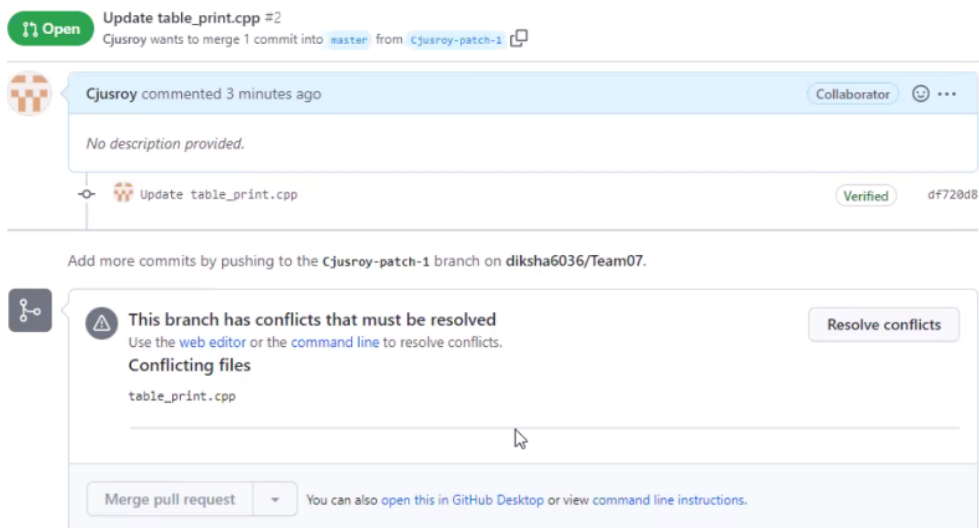 Open
Update table_print.cpp #2
Cjusroy wants to merge 1 commit into master from Cjusroy-patch-1
Cjusroy commented 3 minutes ago
Collaborator
No description provided.
Update table_print.cpp
Verified
df720d8
Add more commits by pushing to the Cjusroy-patch-1 branch on diksha6036/Team07.
This branch has conflicts that must be resolved
Resolve conflicts
Use the web editor or the command line to resolve conflicts.
Conflicting files
table_print.cpp
Merge pull request
You can also open this in GitHub Desktop or view command line instructions.